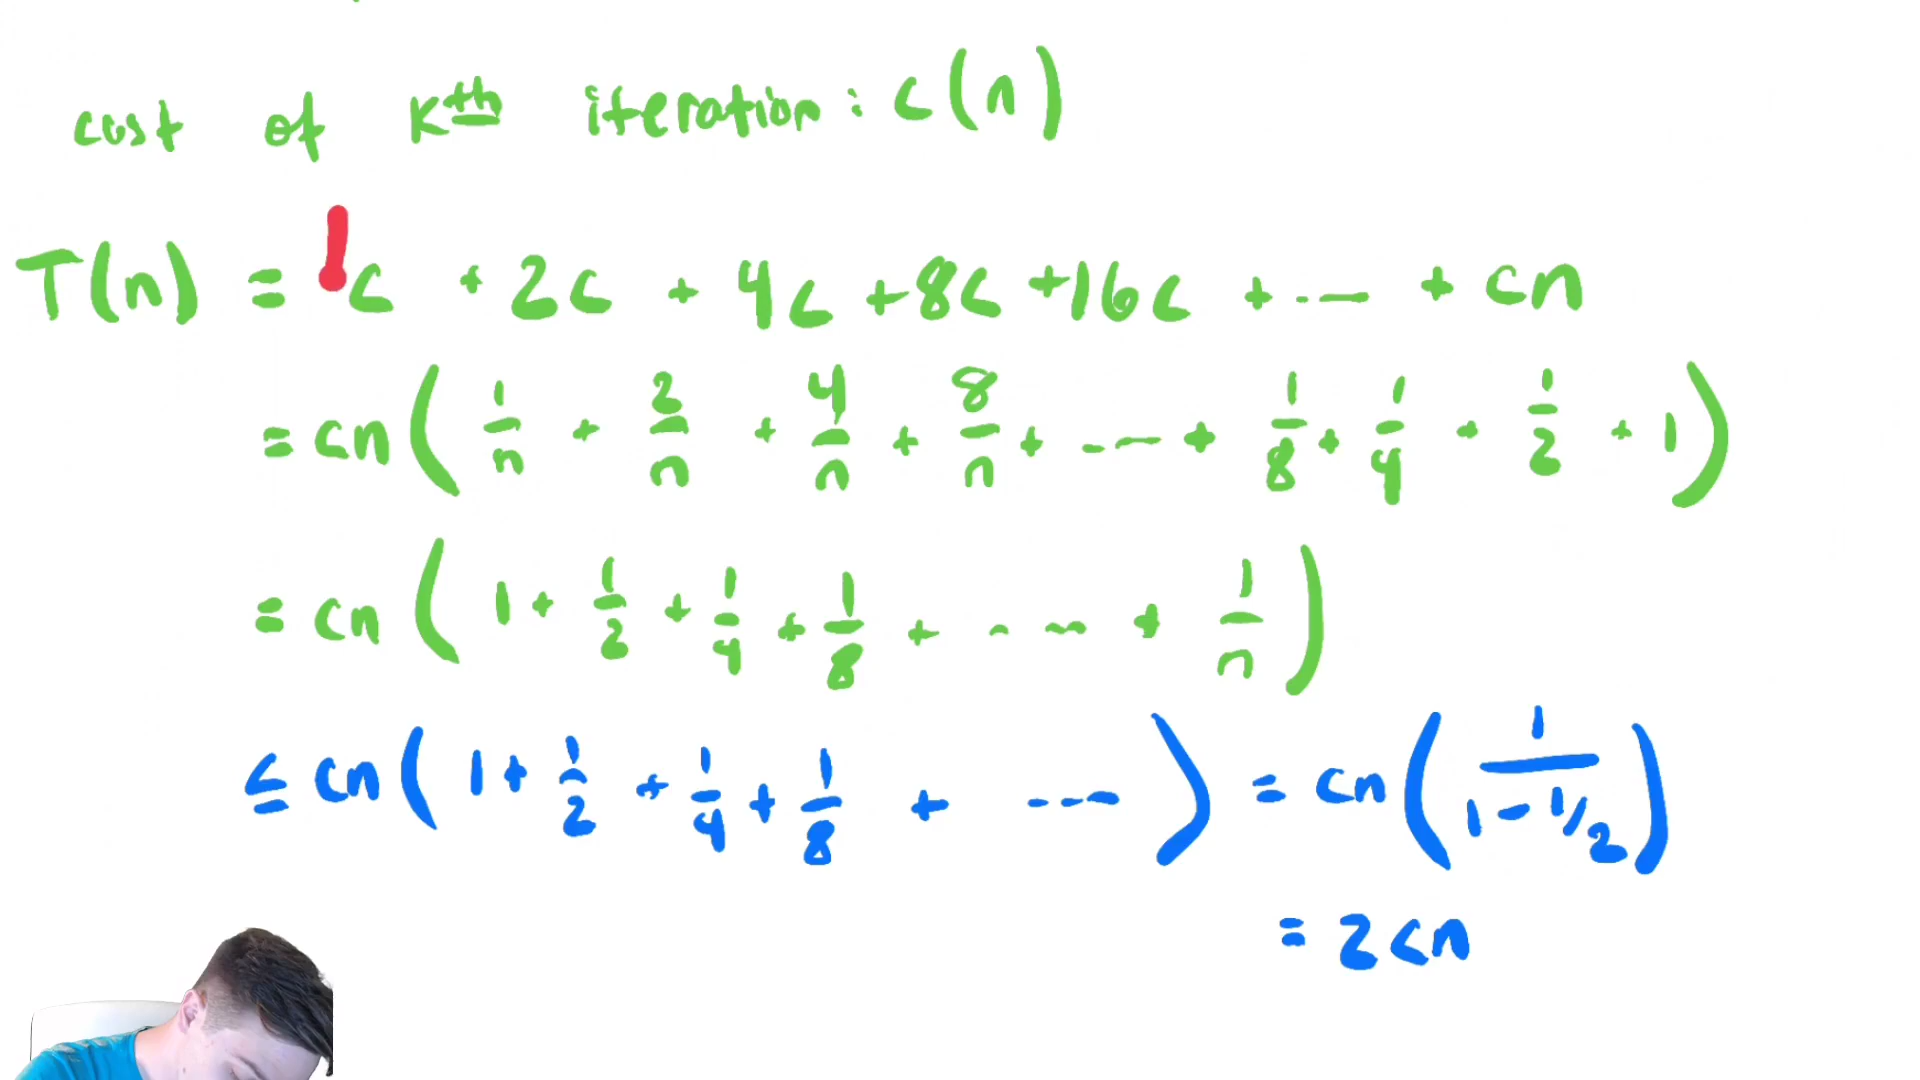 cost of Kth iteration: c(n)
T(n) = c + 2c + 4c + 8c + 16c + ... + cn
= cn( 1/n + 2/n + 4/n + 8/n + ... + 1/8 + 1/4 + 1/2 + 1 )
= cn( 1 + 1/2 + 1/4 + 1/8 + ... + 1/n )
≤ cn( 1 + 1/2 + 1/4 + 1/8 + ... ) = cn( 1/(1 - 1/2) )
= 2cn